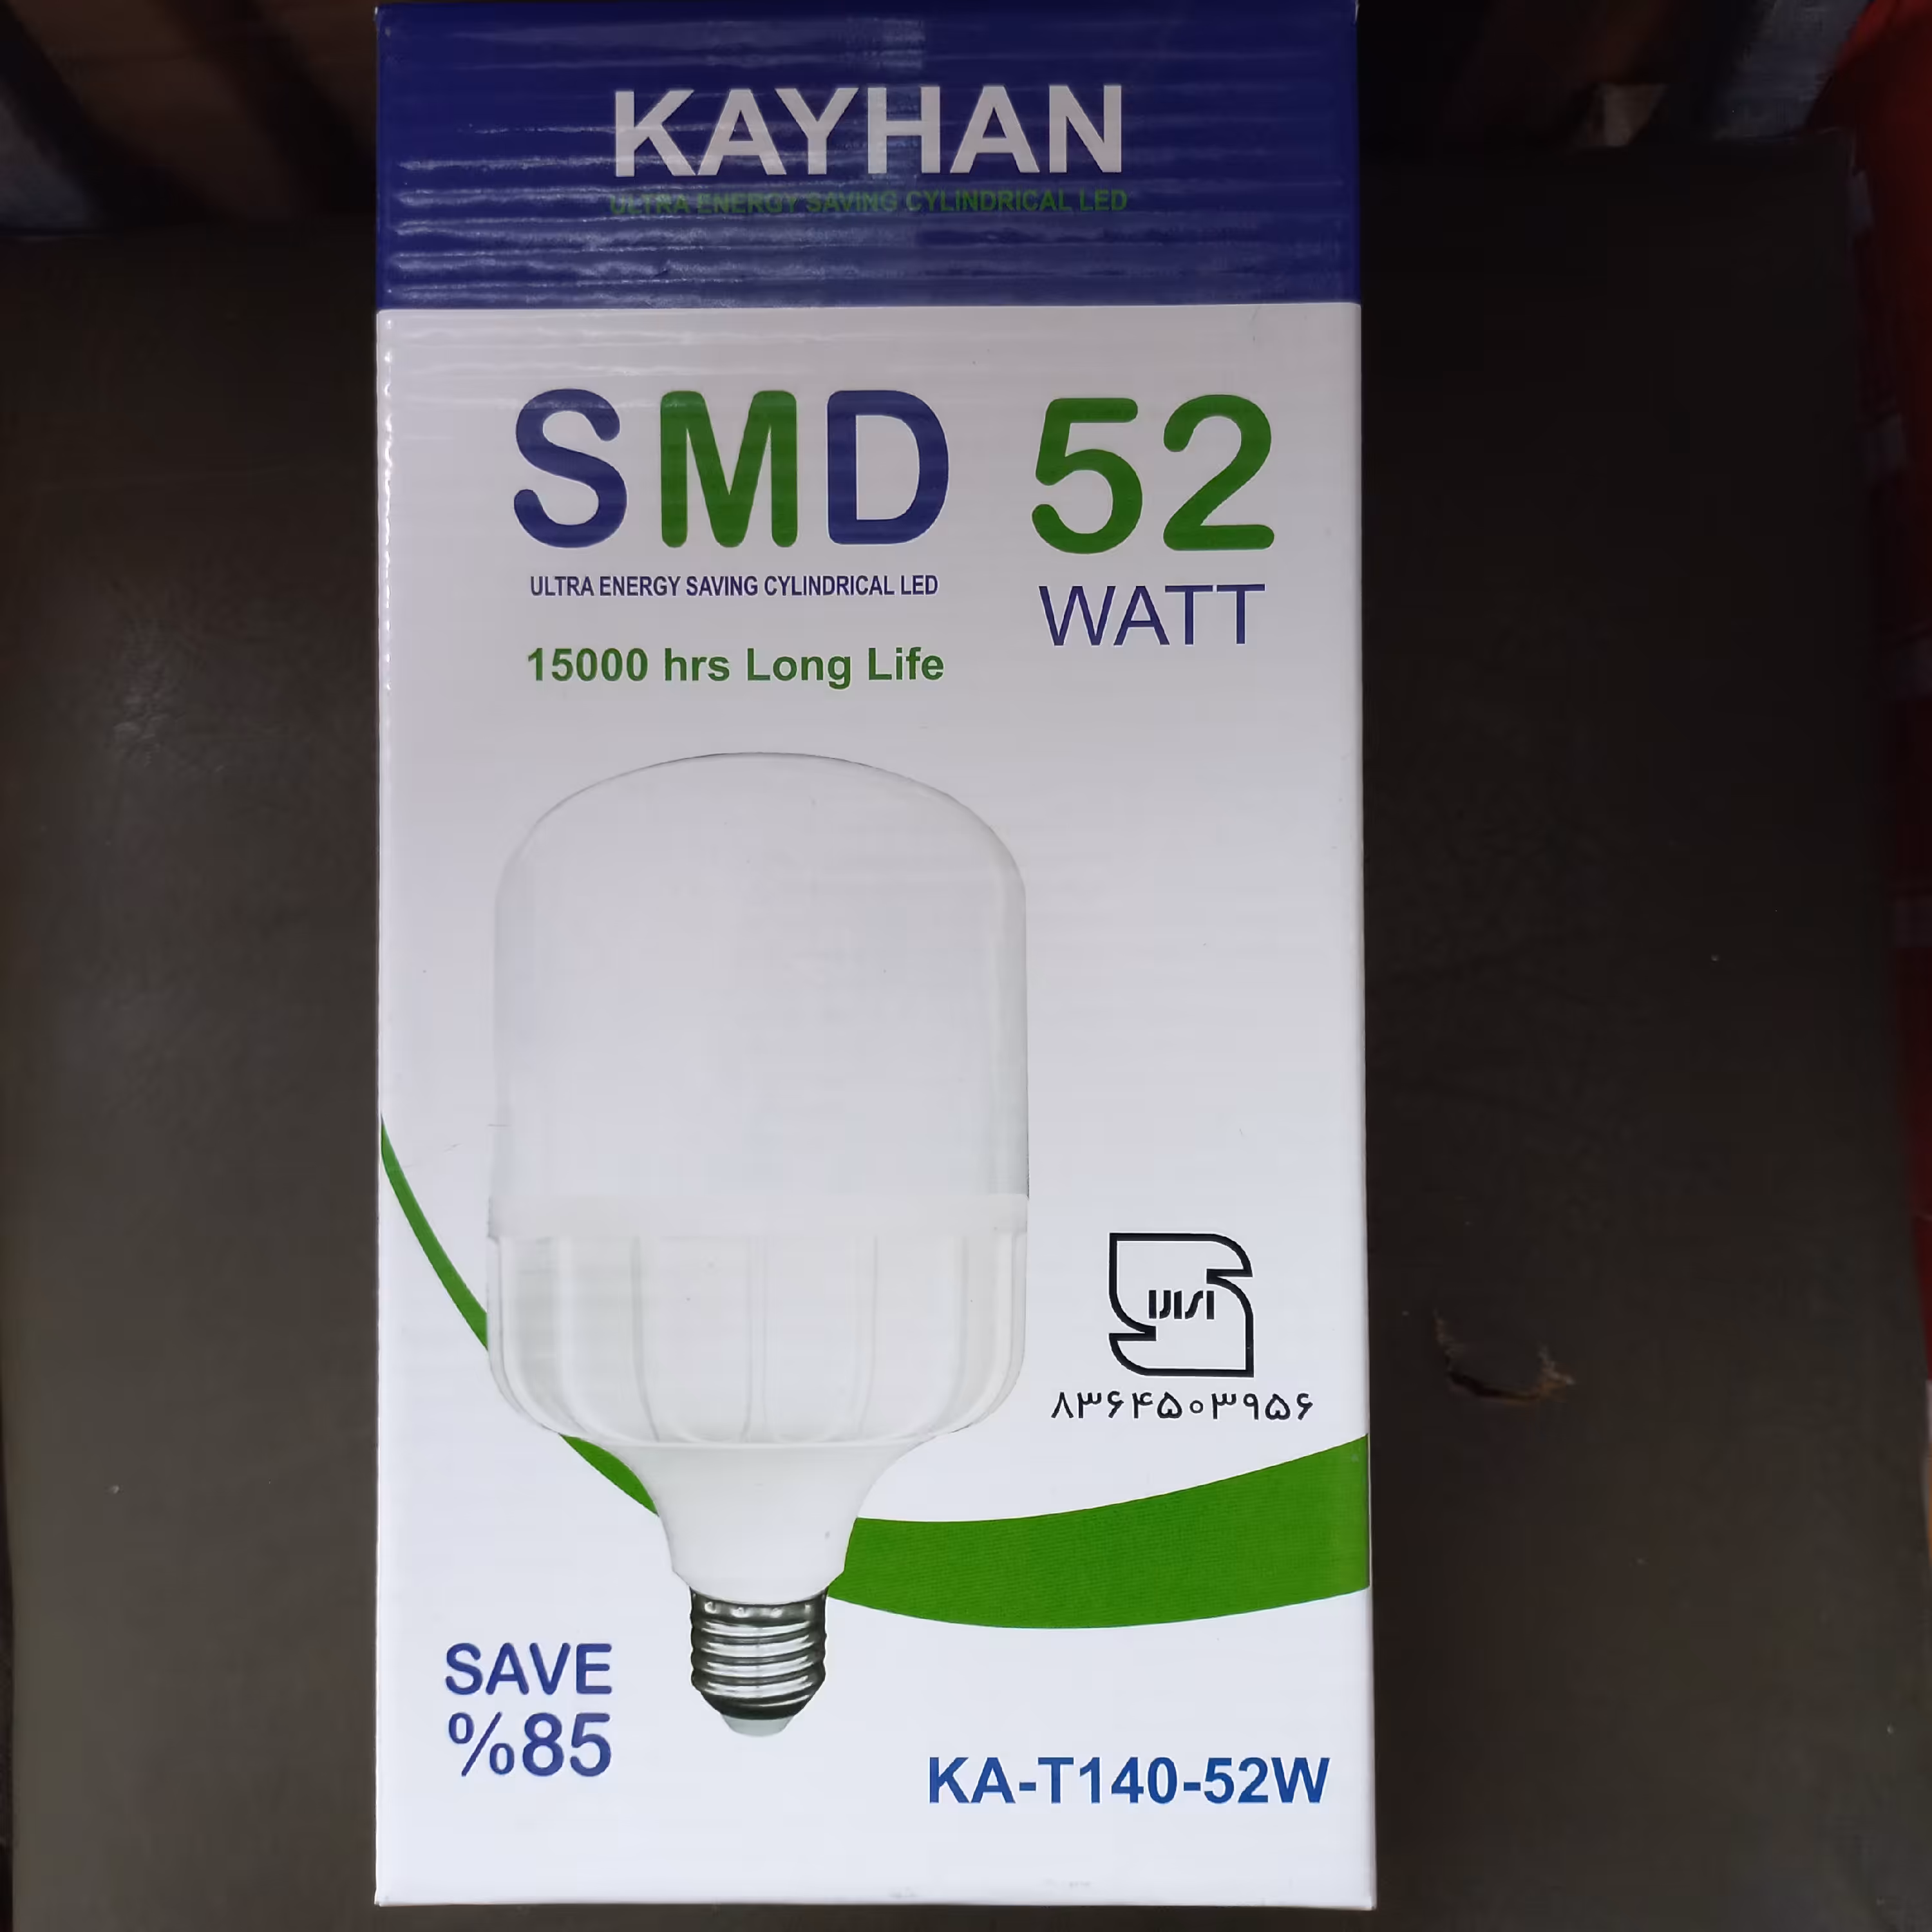 KAYHAN
ULTRA ENERGY SAVING CYLINDRICAL LED
SMD 52
ULTRA ENERGY SAVING CYLINDRICAL LED
WATT
15000 hrs Long Life
۸۳۶۴۵۰۳۹۵۶
SAVE
%85
KA-T140-52W